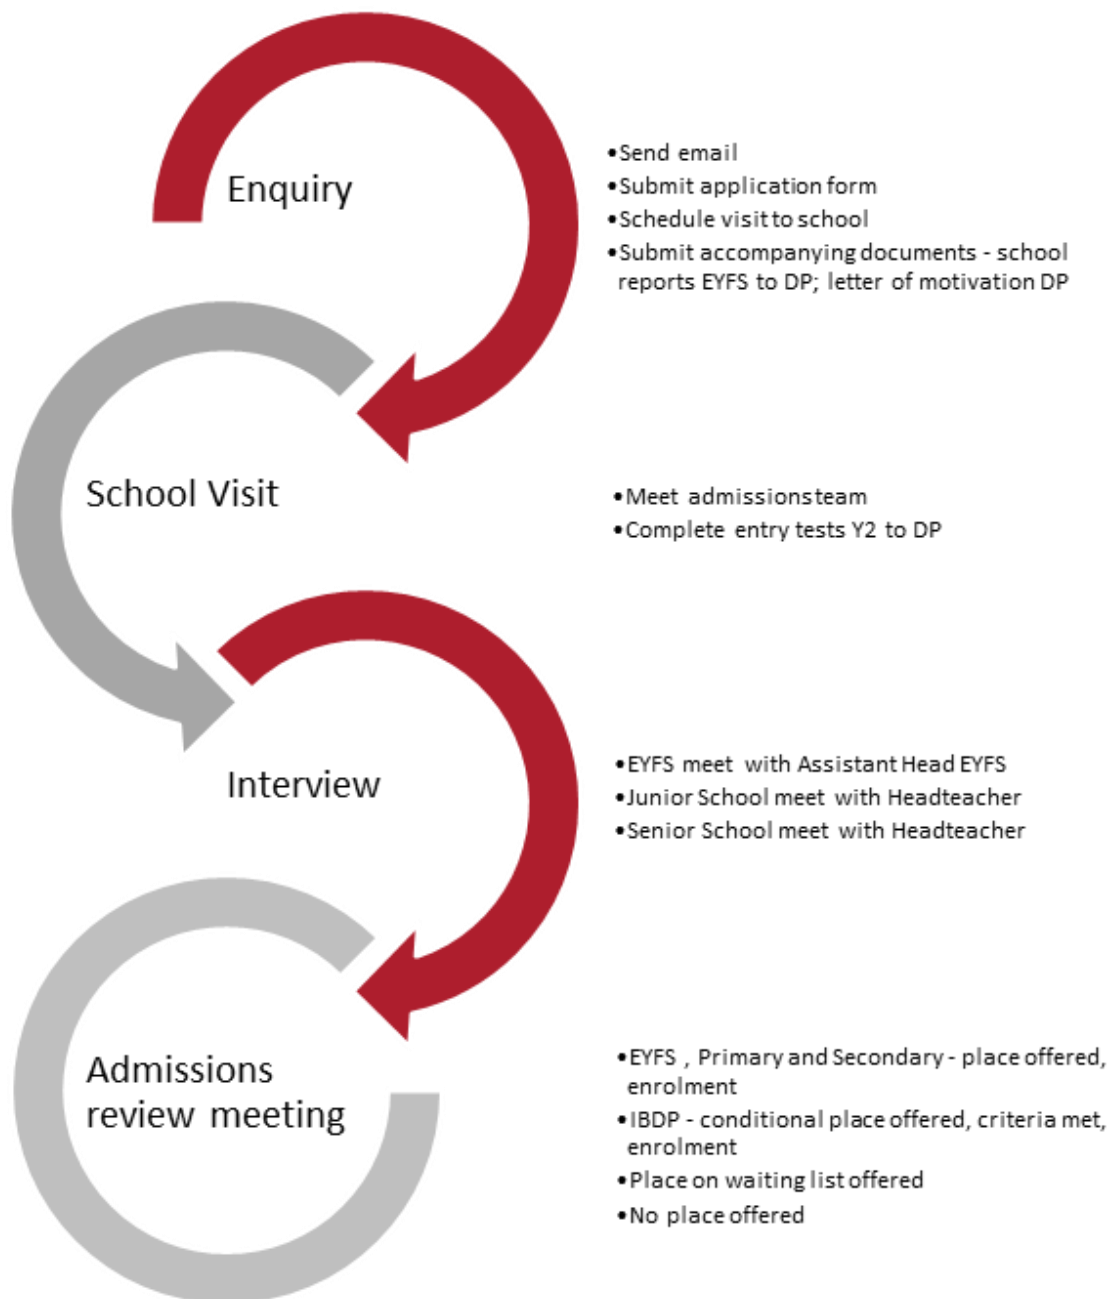 Enquiry
•Send email
•Submit application form
•Schedule visit to school
•Submit accompanying documents - school
reports EYFS to DP; letter of motivation DP
School Visit
•Meet admissions team
•Complete entry tests Y2 to DP
Interview
•EYFS meet with Assistant Head EYFS
•Junior School meet with Headteacher
•Senior School meet with Headteacher
Admissions
review meeting
•EYFS , Primary and Secondary - place offered,
enrolment
•IBDP - conditional place offered, criteria met,
enrolment
•Place on waiting list offered
•No place offered